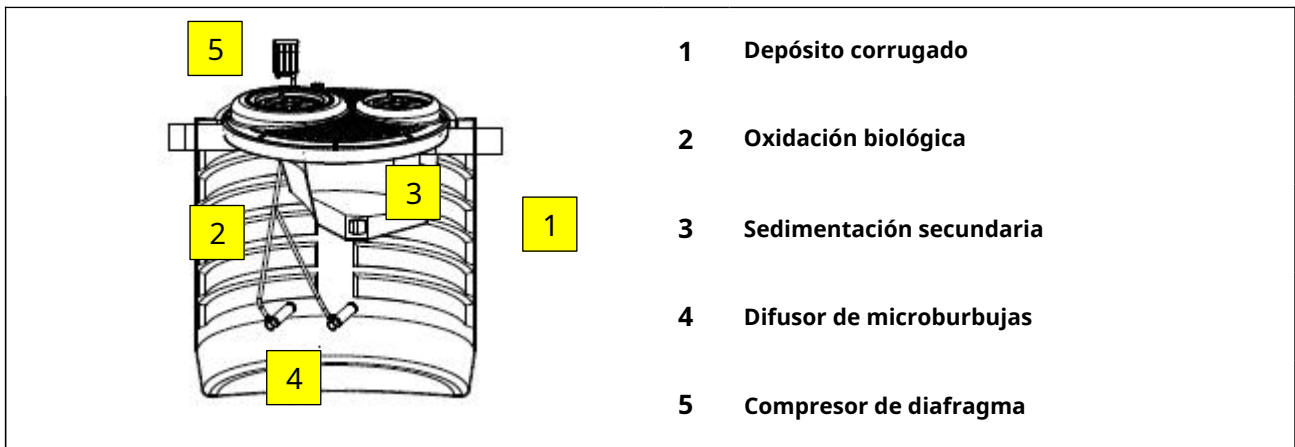 5
3
2
1
4
1 Depósito corrugado
2 Oxidación biológica
3 Sedimentación secundaria
4 Difusor de microburbujas
5 Compresor de diafragma